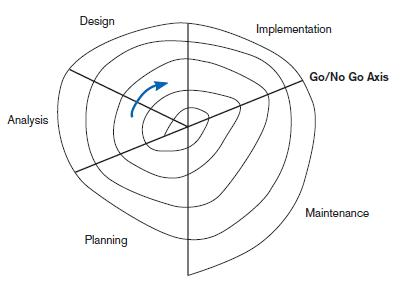 Design
Implementation
Go/No Go Axis
Analysis
Maintenance
Planning